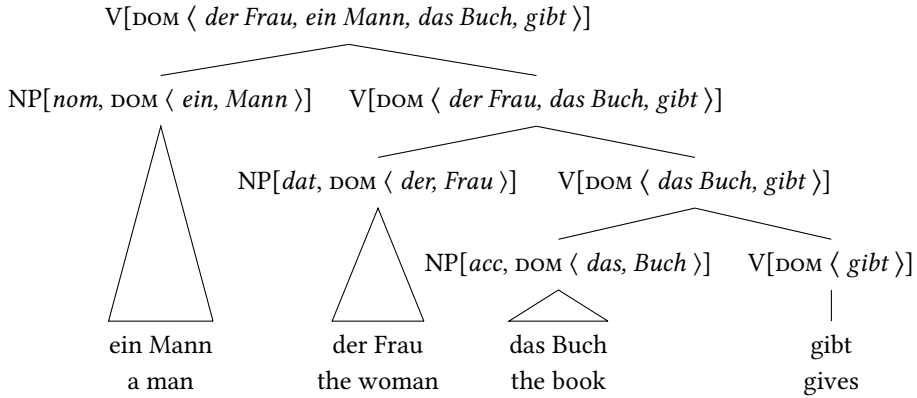 V[DOM ⟨ der Frau, ein Mann, das Buch, gibt ⟩]
NP[nom, DOM ⟨ ein, Mann ⟩] V[DOM ⟨ der Frau, das Buch, gibt ⟩]
NP[dat, DOM ⟨ der, Frau ⟩] V[DOM ⟨ das Buch, gibt ⟩]
NP[acc, DOM ⟨ das, Buch ⟩] V[DOM ⟨ gibt ⟩]
ein Mann der Frau das Buch gibt
a man the woman the book gives